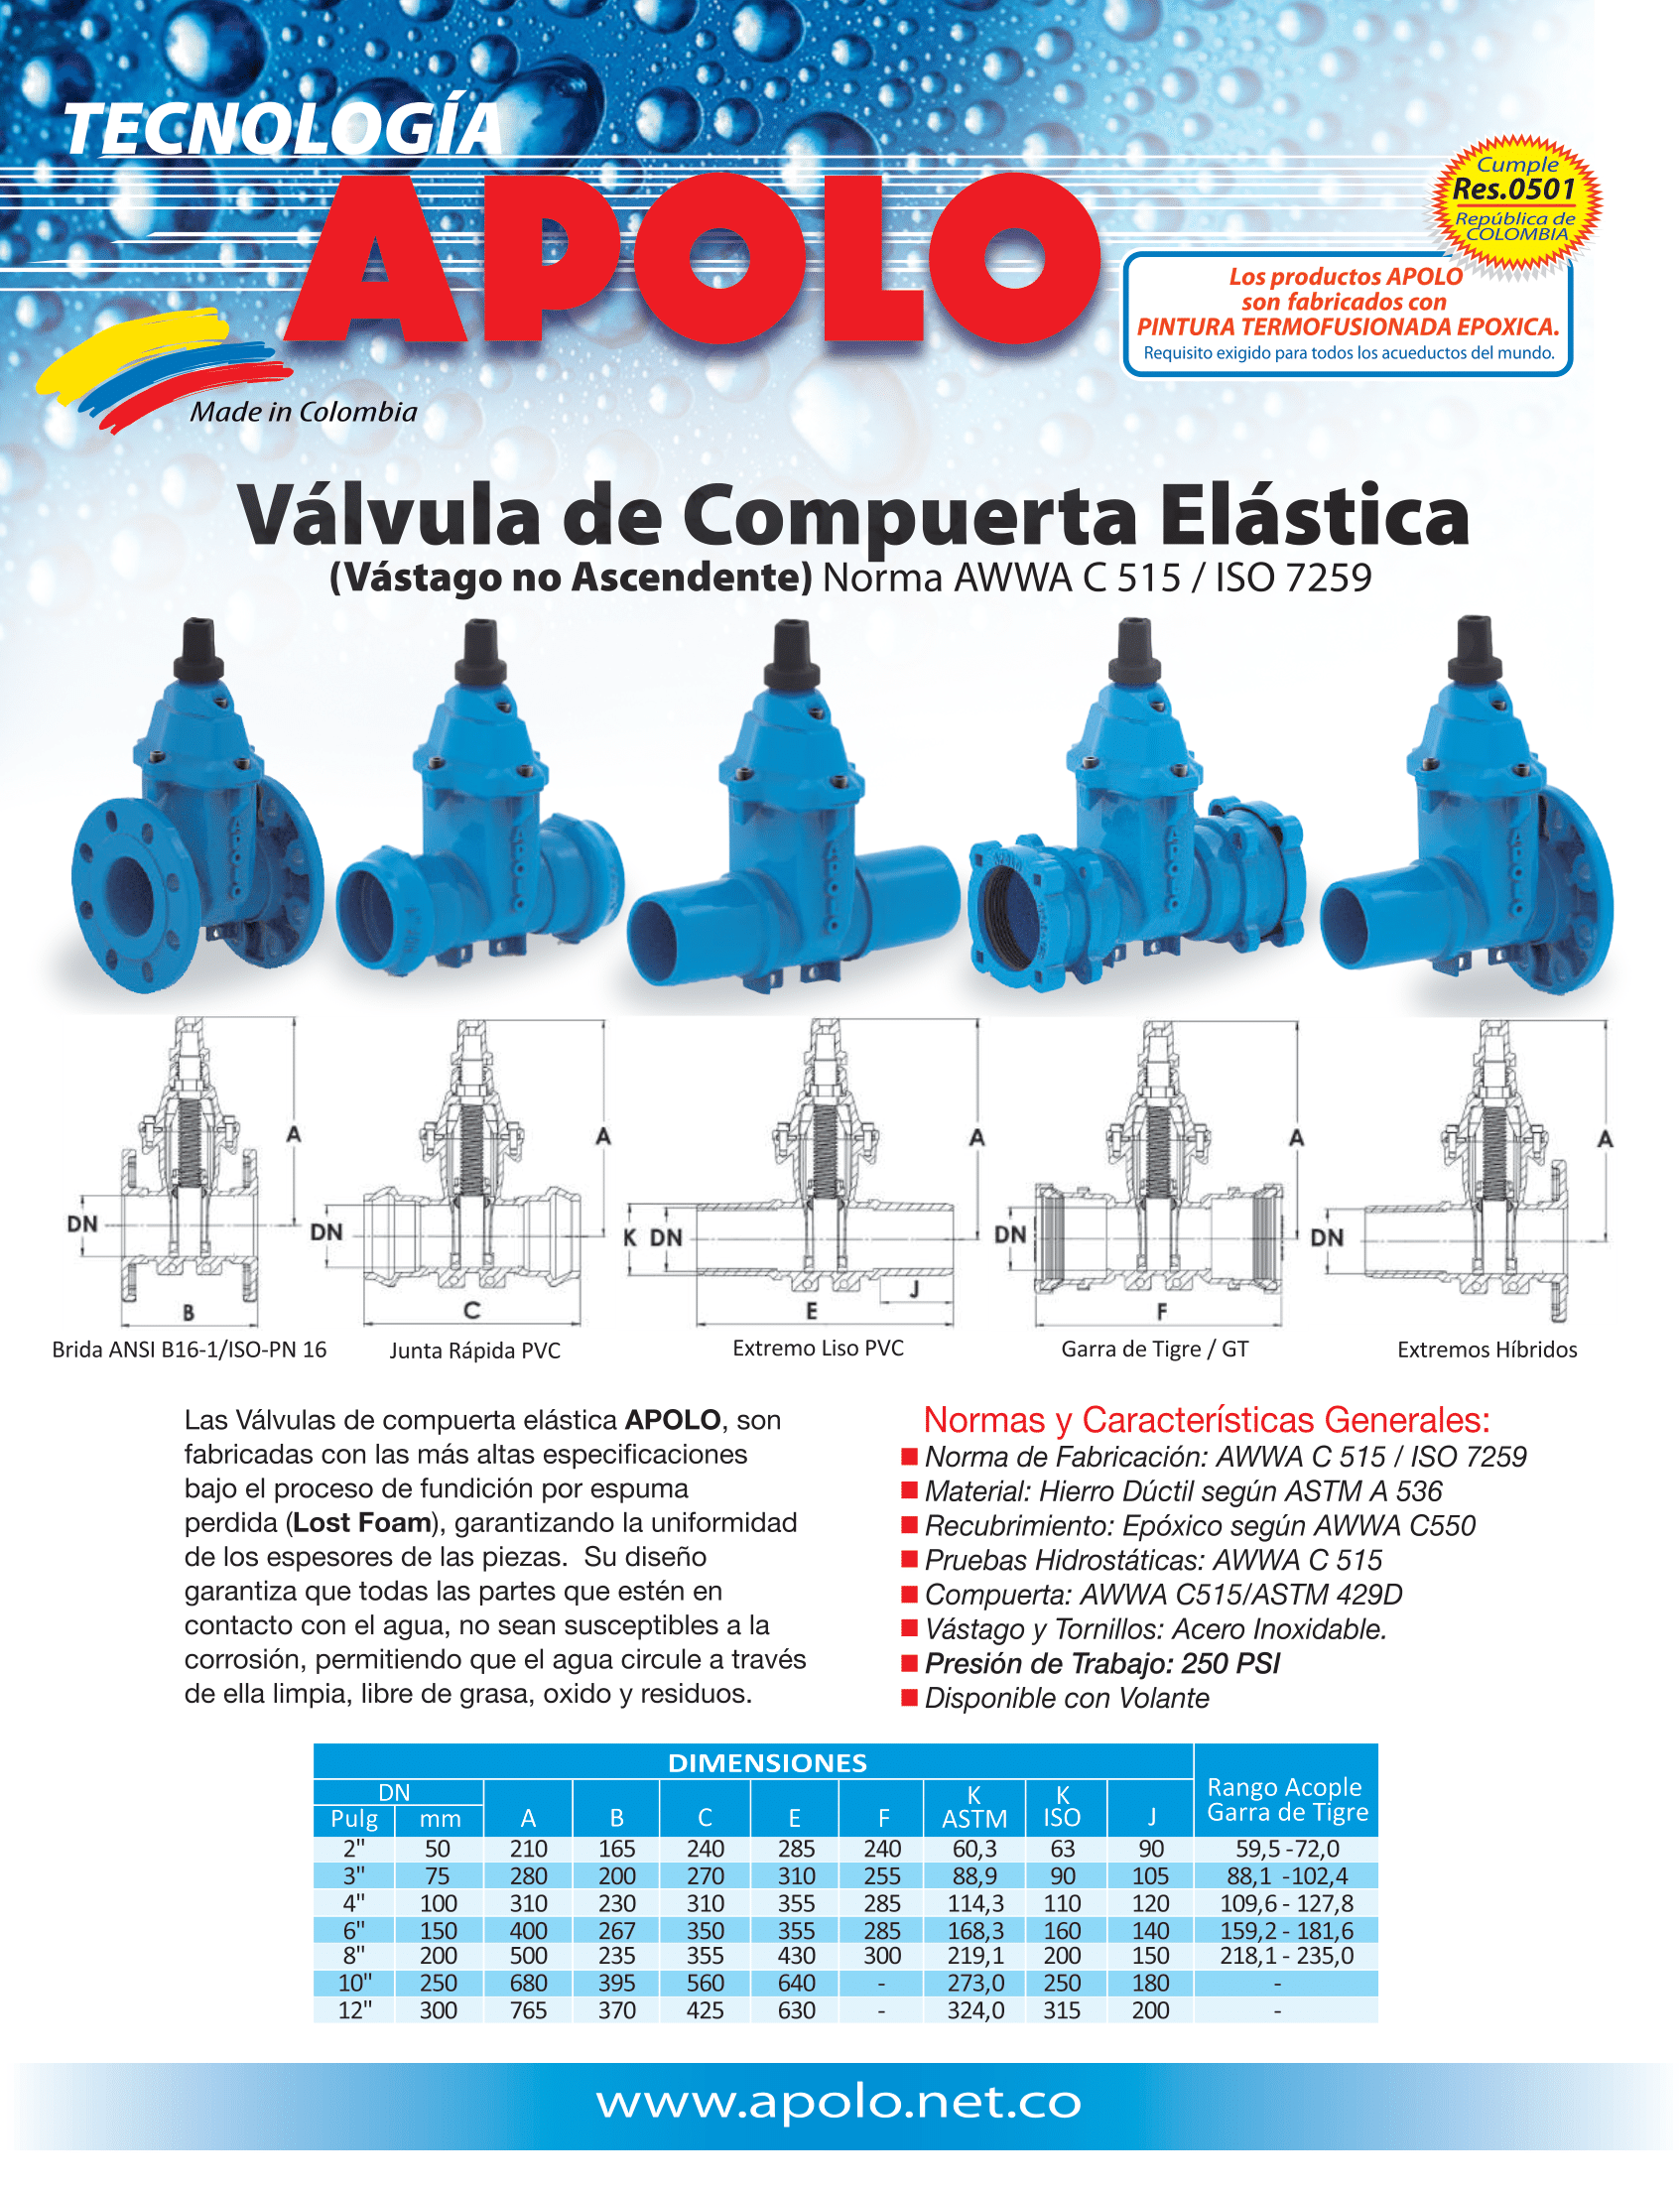 TECNOLOGÍA
APOLO
Made in Colombia
Cumple
Res.0501
República de
COLOMBIA
Los productos APOLO
son fabricados con
PINTURA TERMOFUSIONADA EPOXICA.
Requisito exigido para todos los acueductos del mundo.
Válvula de Compuerta Elástica
(Vástago no Ascendente) Norma AWWA C 515 / ISO 7259
APOLO APOLO APOLO APOLO APOLO
A A A A A
DN DN K DN DN DN
J
B C E F
Brida ANSI B16-1/ISO-PN 16 Junta Rápida PVC Extremo Liso PVC Garra de Tigre / GT Extremos Híbridos
Las Válvulas de compuerta elástica APOLO, son
fabricadas con las más altas especificaciones
bajo el proceso de fundición por espuma
perdida (Lost Foam), garantizando la uniformidad
de los espesores de las piezas. Su diseño
garantiza que todas las partes que estén en
contacto con el agua, no sean susceptibles a la
corrosión, permitiendo que el agua circule a través
de ella limpia, libre de grasa, oxido y residuos.
Normas y Características Generales:
Norma de Fabricación: AWWA C 515 / ISO 7259
Material: Hierro Dúctil según ASTM A 536
Recubrimiento: Epóxico según AWWA C550
Pruebas Hidrostáticas: AWWA C 515
Compuerta: AWWA C515/ASTM 429D
Vástago y Tornillos: Acero Inoxidable.
Presión de Trabajo: 250 PSI
Disponible con Volante
DIMENSIONES
DN
Pulg mm A B C E F K ASTM K ISO J Rango Acople Garra de Tigre
2" 50 210 165 240 285 240 60,3 63 90 59,5 -72,0
3" 75 280 200 270 310 255 88,9 90 105 88,1 -102,4
4" 100 310 230 310 355 285 114,3 110 120 109,6 - 127,8
6" 150 400 267 350 355 285 168,3 160 140 159,2 - 181,6
8" 200 500 235 355 430 300 219,1 200 150 218,1 - 235,0
10" 250 680 395 560 640 - 273,0 250 180 -
12" 300 765 370 425 630 - 324,0 315 200 -
www.apolo.net.co